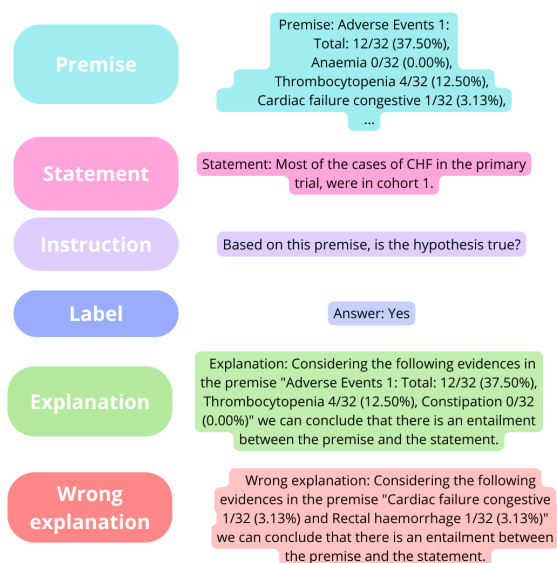 Premise
Premise: Adverse Events 1:
Total: 12/32 (37.50%),
Anaemia 0/32 (0.00%),
Thrombocytopenia 4/32 (12.50%),
Cardiac failure congestive 1/32 (3.13%),
...
Statement
Statement: Most of the cases of CHF in the primary
trial, were in cohort 1.
Instruction
Based on this premise, is the hypothesis true?
Label
Answer: Yes
Explanation
Explanation: Considering the following evidences in
the premise "Adverse Events 1: Total: 12/32 (37.50%),
Thrombocytopenia 4/32 (12.50%), Constipation 0/32
(0.00%)" we can conclude that there is an entailment
between the premise and the statement.
Wrong
explanation
Wrong explanation: Considering the following
evidences in the premise "Cardiac failure congestive
1/32 (3.13%) and Rectal haemorrhage 1/32 (3.13%)"
we can conclude that there is an entailment between
the premise and the statement.